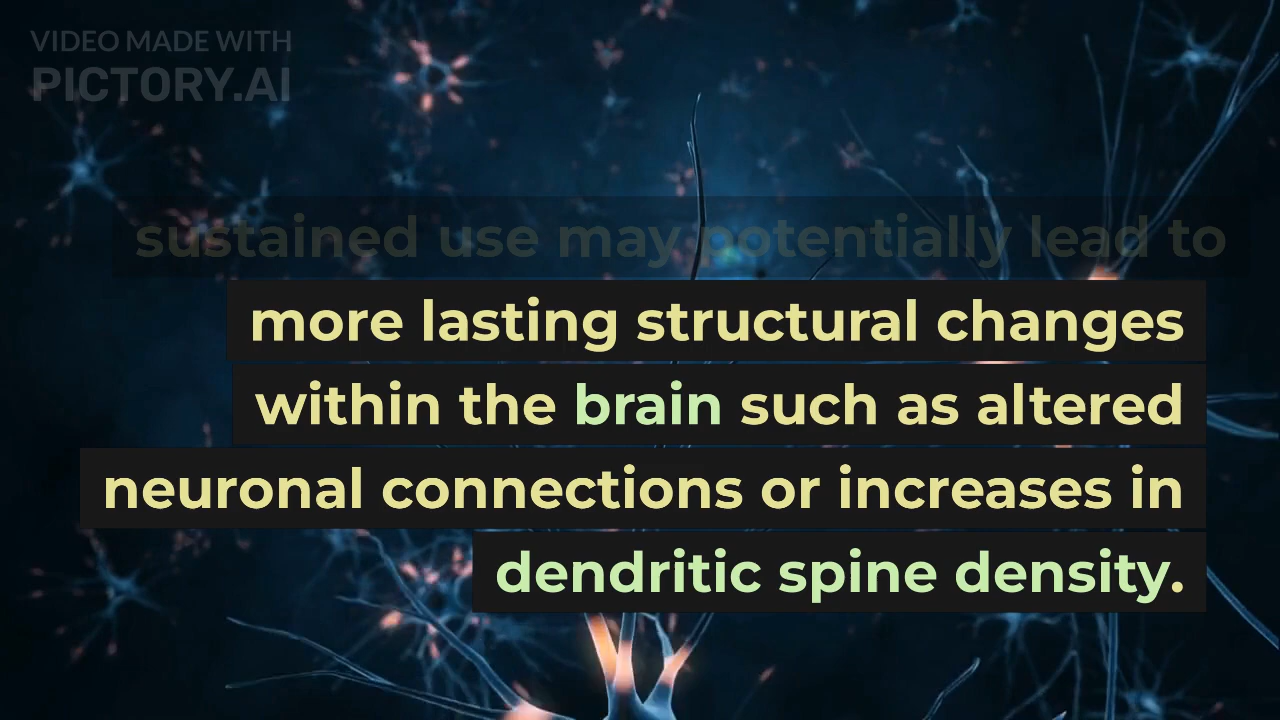 VIDEO MADE WITH
PICTORY.AI
sustained use may potentially lead to
more lasting structural changes
within the brain such as altered
neuronal connections or increases in
dendritic spine density.